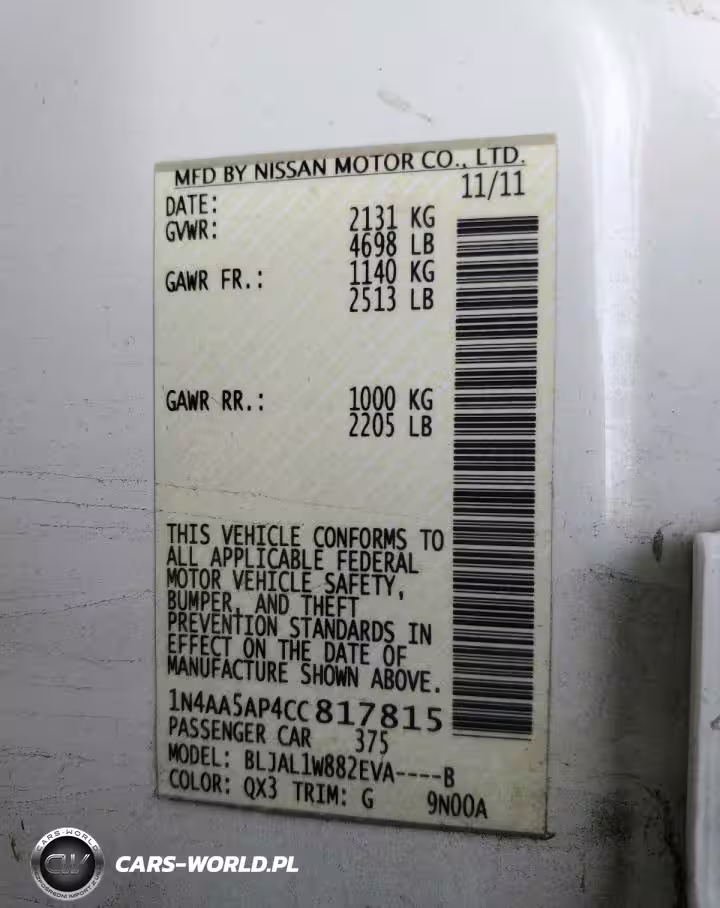 MFD BY NISSAN MOTOR CO., LTD.
DATE: 11/11
GVWR: 2131 KG
4698 LB
GAWR FR.: 1140 KG
2513 LB
GAWR RR.: 1000 KG
2205 LB
THIS VEHICLE CONFORMS TO
ALL APPLICABLE FEDERAL
MOTOR VEHICLE SAFETY,
BUMPER, AND THEFT
PREVENTION STANDARDS IN
EFFECT ON THE DATE OF
MANUFACTURE SHOWN ABOVE.
1N4AA5AP4CC817815
PASSENGER CAR 375
MODEL: BLJAL1W882EVA----B
COLOR: QX3 TRIM: G 9N00A
CARS-WORLD
CW
CARS-WORLD.PL